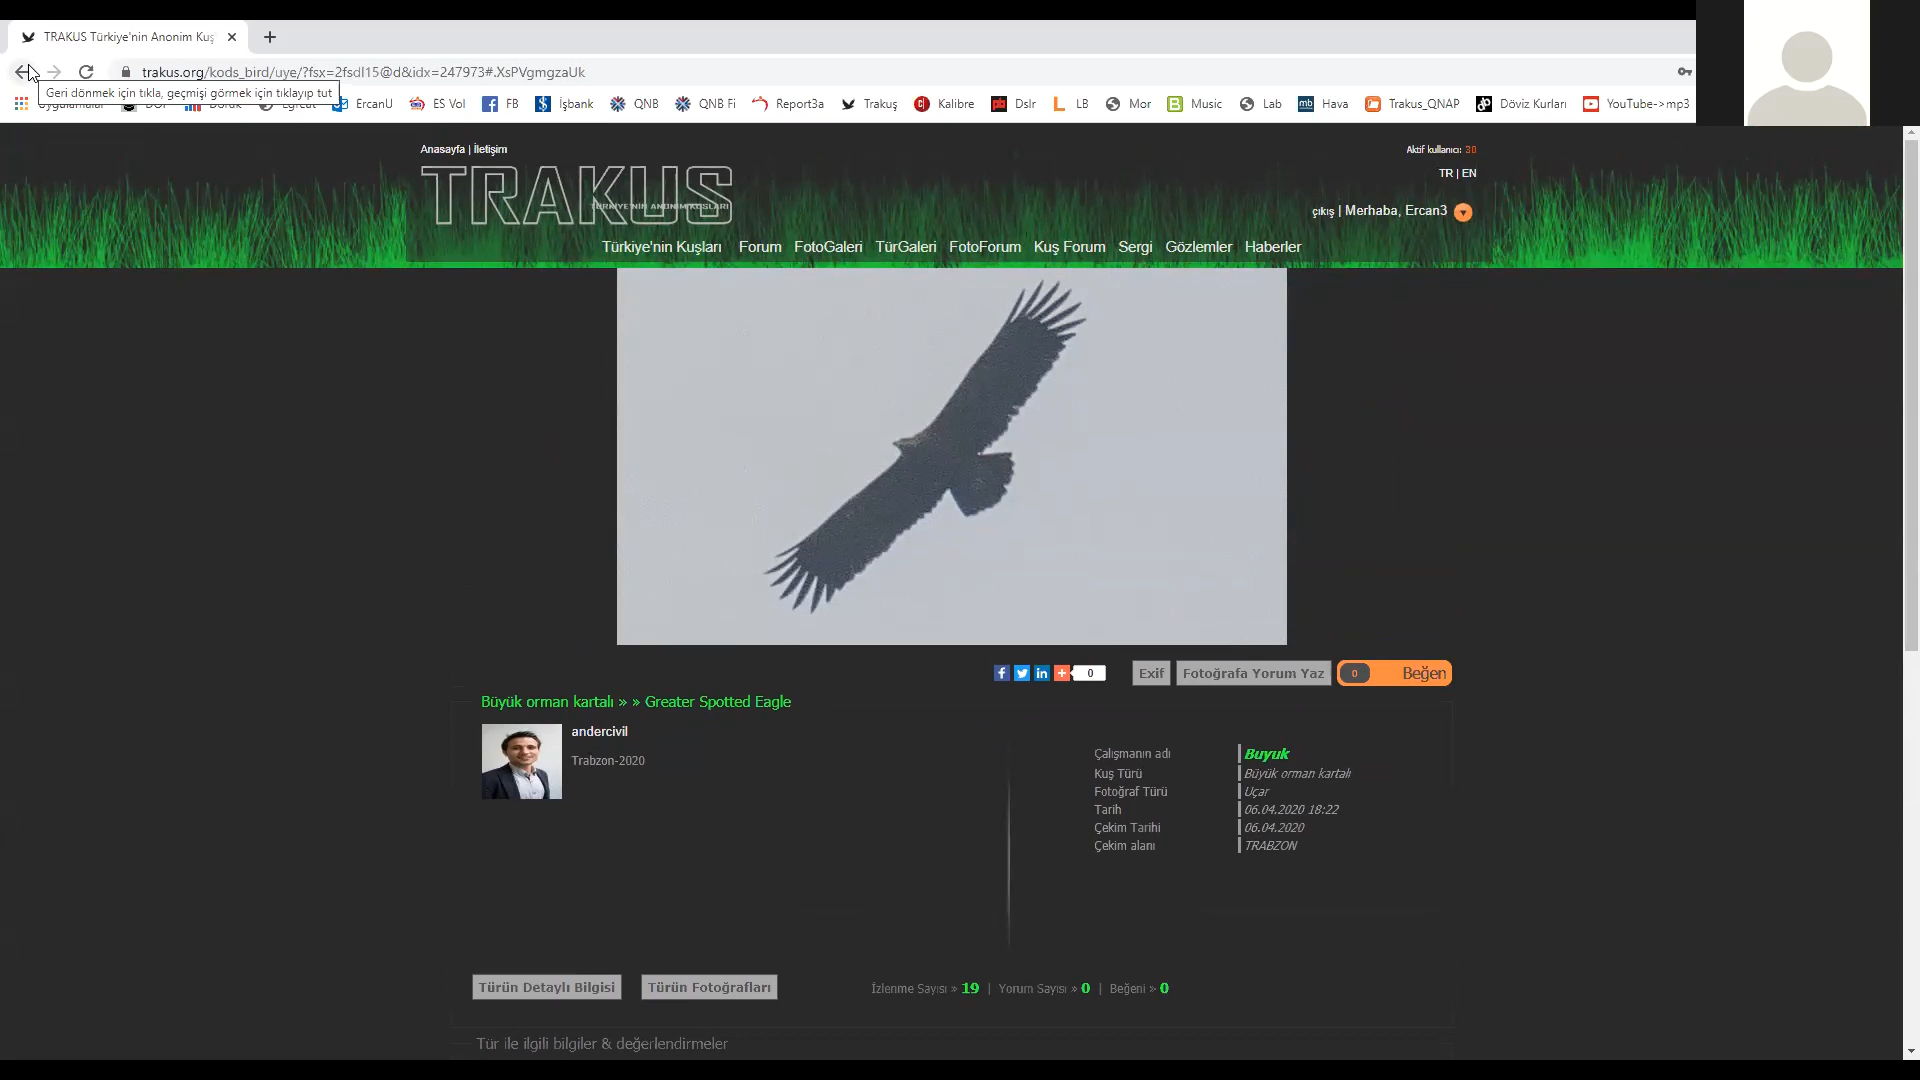 TRAKUS Türkiye'nin Anonim Kuş
trakus.org/kods_bird/uye/?fsx=2fsdl15@d&idx=247973#.XsPVgmgzaUk
Geri dönmek için tıkla, geçmişi görmek için tıklayıp tut
ErcanU ES Vol FB İşbank QNB QNB Fi Report3a Trakuş Kalibre Dslr LB Mor Music Lab Hava Trakus_QNAP Döviz Kurları YouTube->mp3
Anasayfa | İletişim
Aktif kullanıcı: 30
TR | EN
TRAKUS
TÜRKİYE'NİN ANONİM KUŞLARI
çıkış | Merhaba, Ercan3
Türkiye'nin Kuşları Forum FotoGaleri TürGaleri FotoForum Kuş Forum Sergi Gözlemler Haberler
0
Exif
Fotoğrafa Yorum Yaz
0 Beğen
Büyük orman kartalı » » Greater Spotted Eagle
andercivil
Trabzon-2020
Çalışmanın adı Buyuk
Kuş Türü Büyük orman kartalı
Fotoğraf Türü Uçar
Tarih 06.04.2020 18:22
Çekim Tarihi 06.04.2020
Çekim alanı TRABZON
Türün Detaylı Bilgisi
Türün Fotoğrafları
İzlenme Sayısı » 19 | Yorum Sayısı » 0 | Beğeni » 0
Tür ile ilgili bilgiler & değerlendirmeler